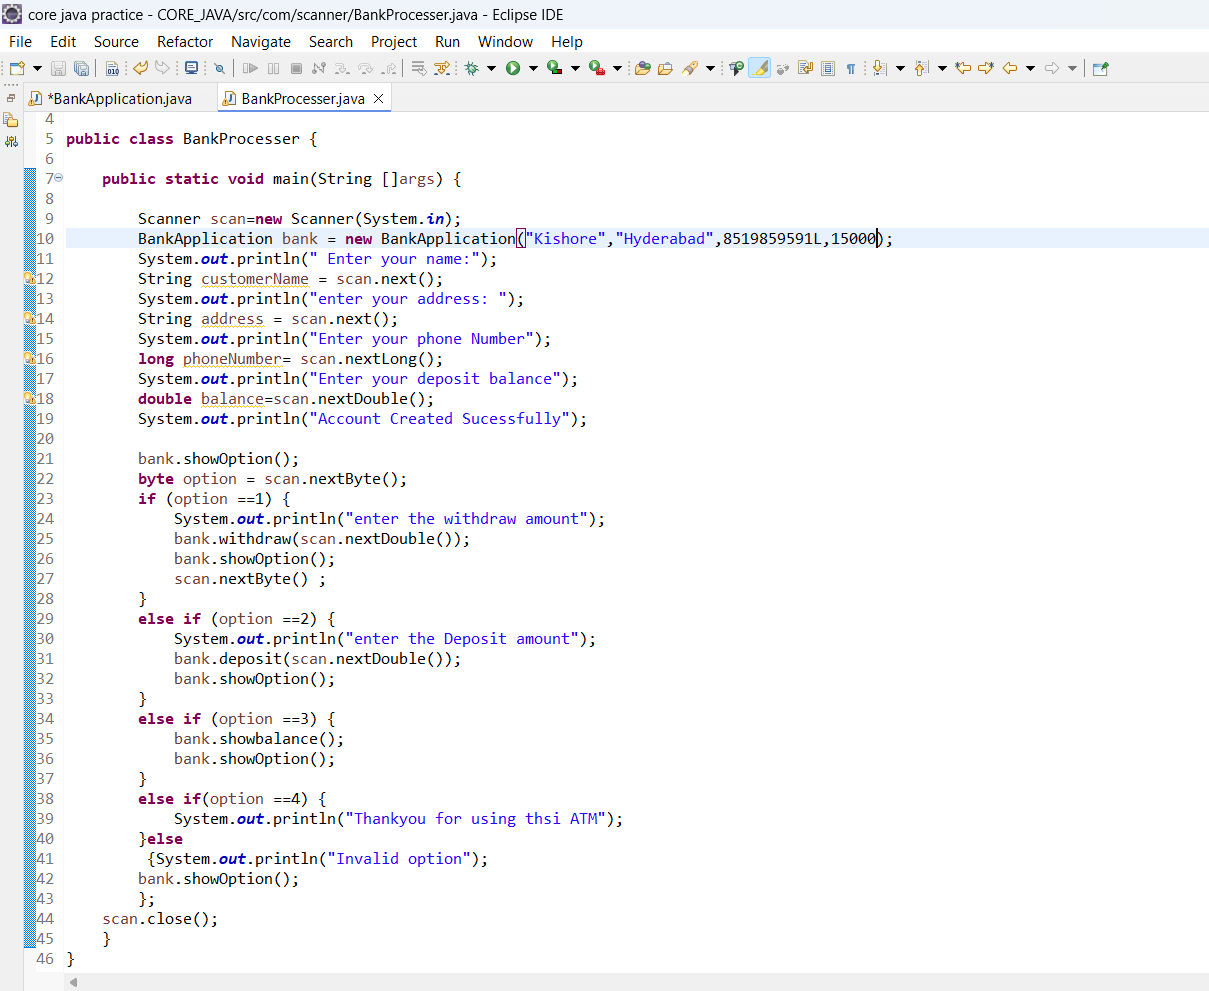 core java practice - CORE_JAVA/src/com/scanner/BankProcesser.java - Eclipse IDE
File Edit Source Refactor Navigate Search Project Run Window Help
*BankApplication.java BankProcesser.java
4
5 public class BankProcesser {
6
7 public static void main(String []args) {
8
9 Scanner scan=new Scanner(System.in);
10 BankApplication bank = new BankApplication("Kishore","Hyderabad",8519859591L,15000);
11 System.out.println(" Enter your name:");
12 String customerName = scan.next();
13 System.out.println("enter your address: ");
14 String address = scan.next();
15 System.out.println("Enter your phone Number");
16 long phoneNumber= scan.nextLong();
17 System.out.println("Enter your deposit balance");
18 double balance=scan.nextDouble();
19 System.out.println("Account Created Sucessfully");
20
21 bank.showOption();
22 byte option = scan.nextByte();
23 if (option ==1) {
24 System.out.println("enter the withdraw amount");
25 bank.withdraw(scan.nextDouble());
26 bank.showOption();
27 scan.nextByte() ;
28 }
29 else if (option ==2) {
30 System.out.println("enter the Deposit amount");
31 bank.deposit(scan.nextDouble());
32 bank.showOption();
33 }
34 else if (option ==3) {
35 bank.showbalance();
36 bank.showOption();
37 }
38 else if(option ==4) {
39 System.out.println("Thankyou for using thsi ATM");
40 }else
41 {System.out.println("Invalid option");
42 bank.showOption();
43 };
44 scan.close();
45 }
46 }